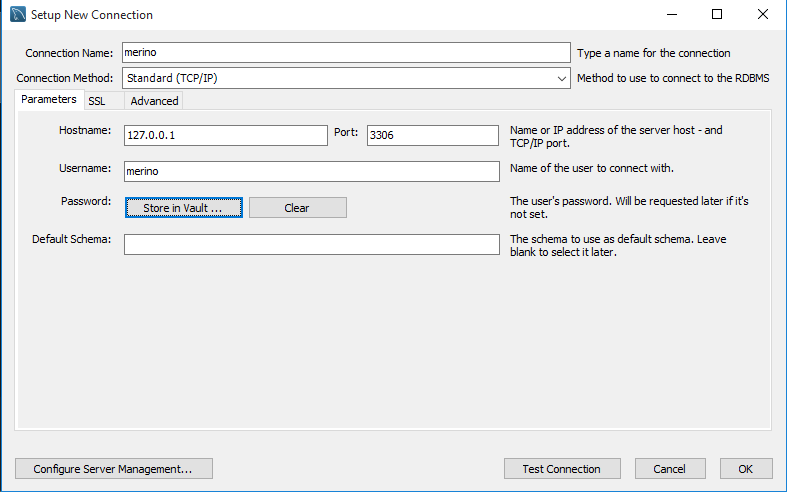 Setup New Connection
Connection Name: merino Type a name for the connection
Connection Method: Standard (TCP/IP) Method to use to connect to the RDBMS
Parameters SSL Advanced
Hostname: 127.0.0.1 Port: 3306 Name or IP address of the server host - and
TCP/IP port.
Username: merino Name of the user to connect with.
Password: Store in Vault ... Clear The user's password. Will be requested later if it's
not set.
Default Schema: The schema to use as default schema. Leave
blank to select it later.
Configure Server Management... Test Connection Cancel OK